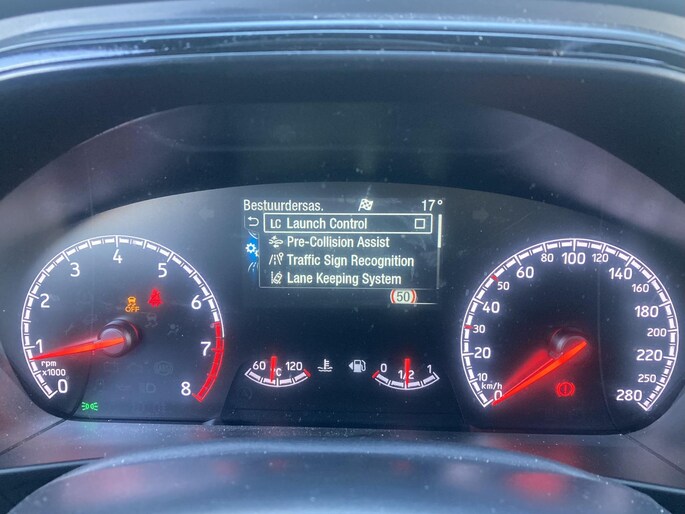 Bestuurdersas. 17°
LC Launch Control
Pre-Collision Assist
Traffic Sign Recognition
Lane Keeping System
50
0 1 2 3 4 5 6 7 8
rpm
x1000
OFF
60 °C 120
0 1/2 1
0 10 20 30 40 50 60 80 100 120 140 160 180 200 220 250 280
km/h